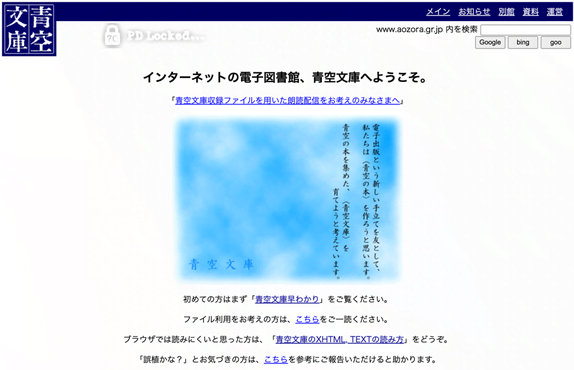 青空文庫
メイン お知らせ 別館 資料 運営
70 PD Locked...
www.aozora.gr.jp 内を検索
Google bing goo
インターネットの電子図書館、青空文庫へようこそ。
「青空文庫収録ファイルを用いた朗読配信をお考えのみなさまへ」
電子出版という新しい手立てを友として、
私たちは〈青空の本〉を作ろうと思います。
青空の本を集めた、〈青空文庫〉を
育てようと考えています。
青空文庫
初めての方はまず「青空文庫早わかり」をご覧ください。
ファイル利用をお考えの方は、こちらをご一読ください。
ブラウザでは読みにくいと思った方は、「青空文庫のXHTML, TEXTの読み方」をどうぞ。
「誤植かな？」とお気づきの方は、こちらを参考にご報告いただけると助かります。